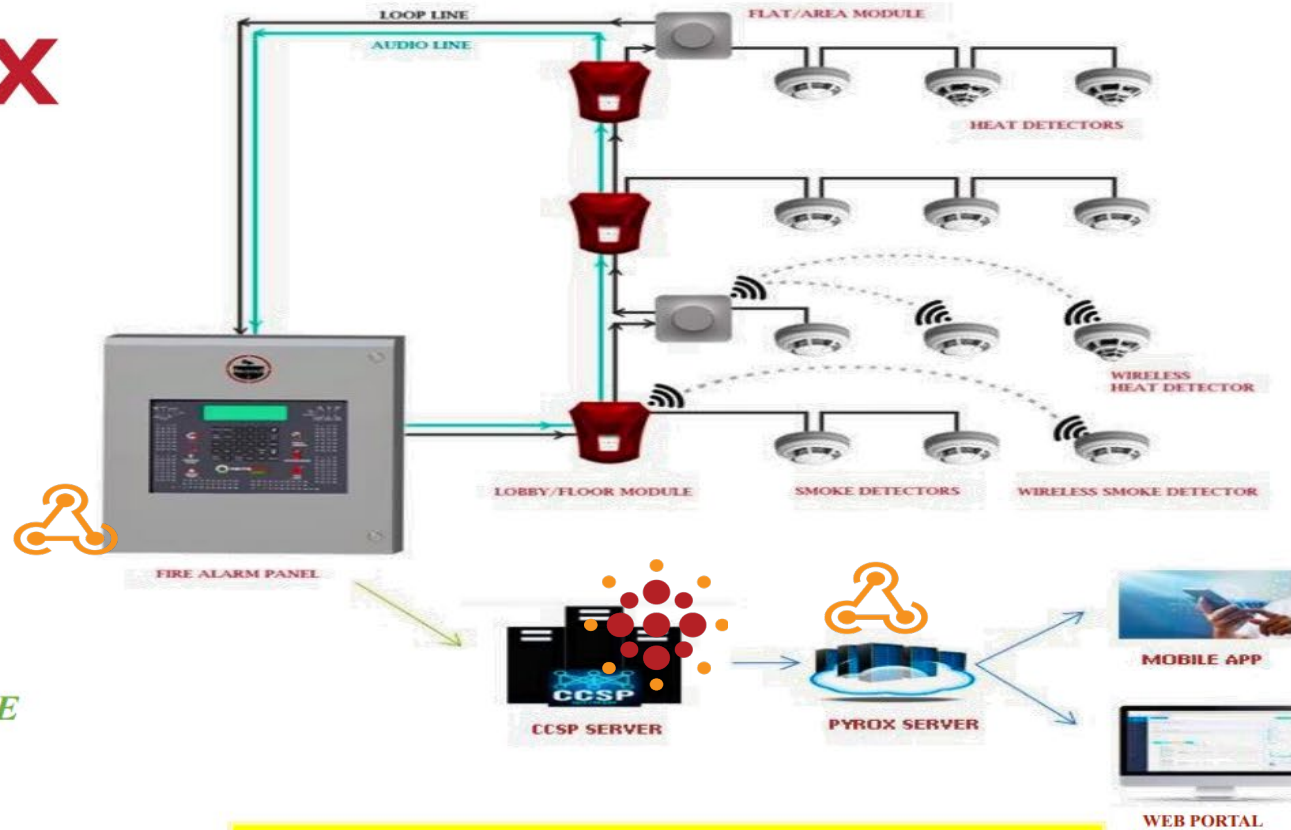 X
LOOP LINE
AUDIO LINE
FLAT/AREA MODULE
HEAT DETECTORS
WIRELESS
HEAT DETECTOR
LOBBY/FLOOR MODULE
SMOKE DETECTORS
WIRELESS SMOKE DETECTOR
FIRE ALARM PANEL
E
CCSP
CCSP SERVER
PYROX SERVER
MOBILE APP
WEB PORTAL